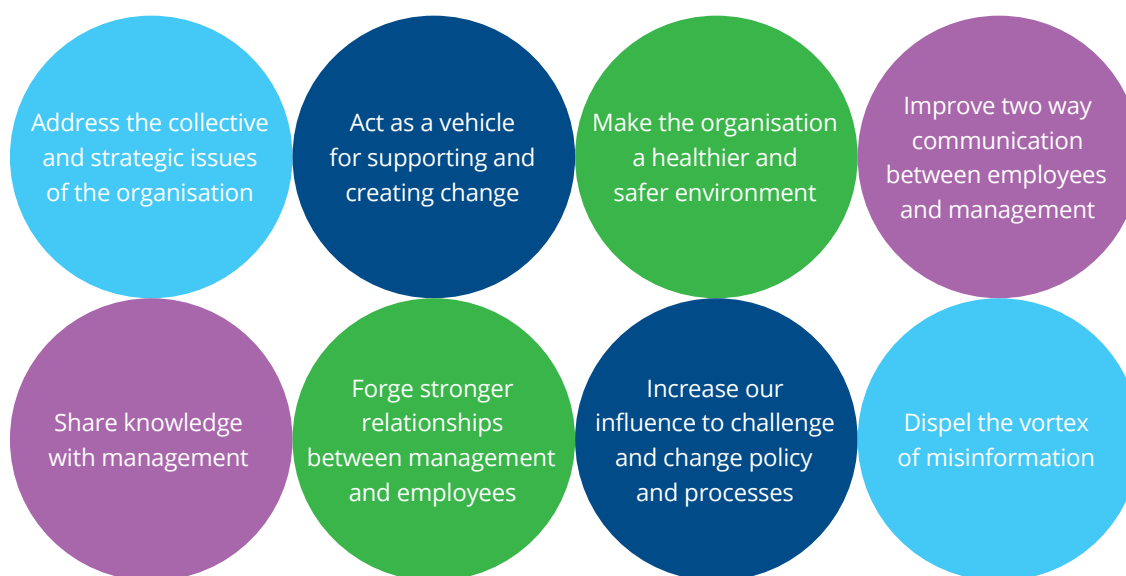 Address the collective
and strategic issues
of the organisation
Act as a vehicle
for supporting and
creating change
Make the organisation
a healthier and
safer environment
Improve two way
communication
between employees
and management
Share knowledge
with management
Forge stronger
relationships
between management
and employees
Increase our
influence to challenge
and change policy
and processes
Dispel the vortex
of misinformation